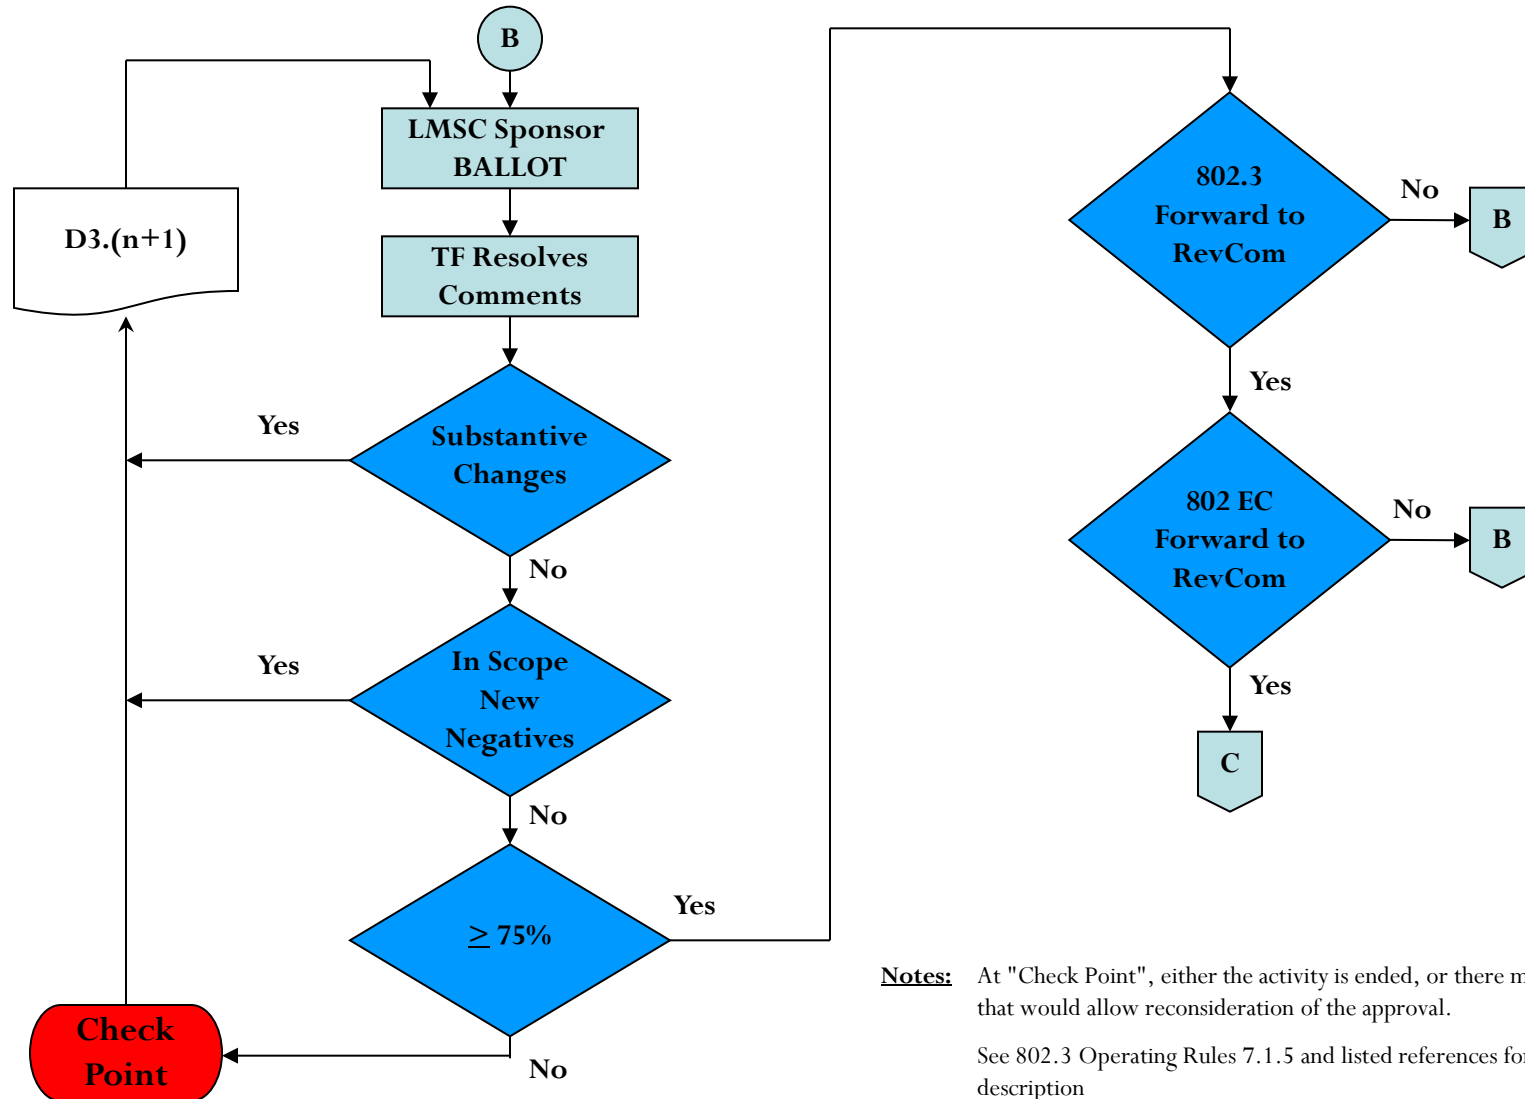 B
LMSC Sponsor
BALLOT
D3.(n+1)
TF Resolves
Comments
Yes
Substantive
Changes
No
Yes
In Scope
New
Negatives
No
≥ 75%
Yes
Check
Point
No
802.3
Forward to
RevCom
No
B
Yes
802 EC
Forward to
RevCom
No
B
Yes
C
Notes: At "Check Point", either the activity is ended, or there
that would allow reconsideration of the approval.
See 802.3 Operating Rules 7.1.5 and listed references
description